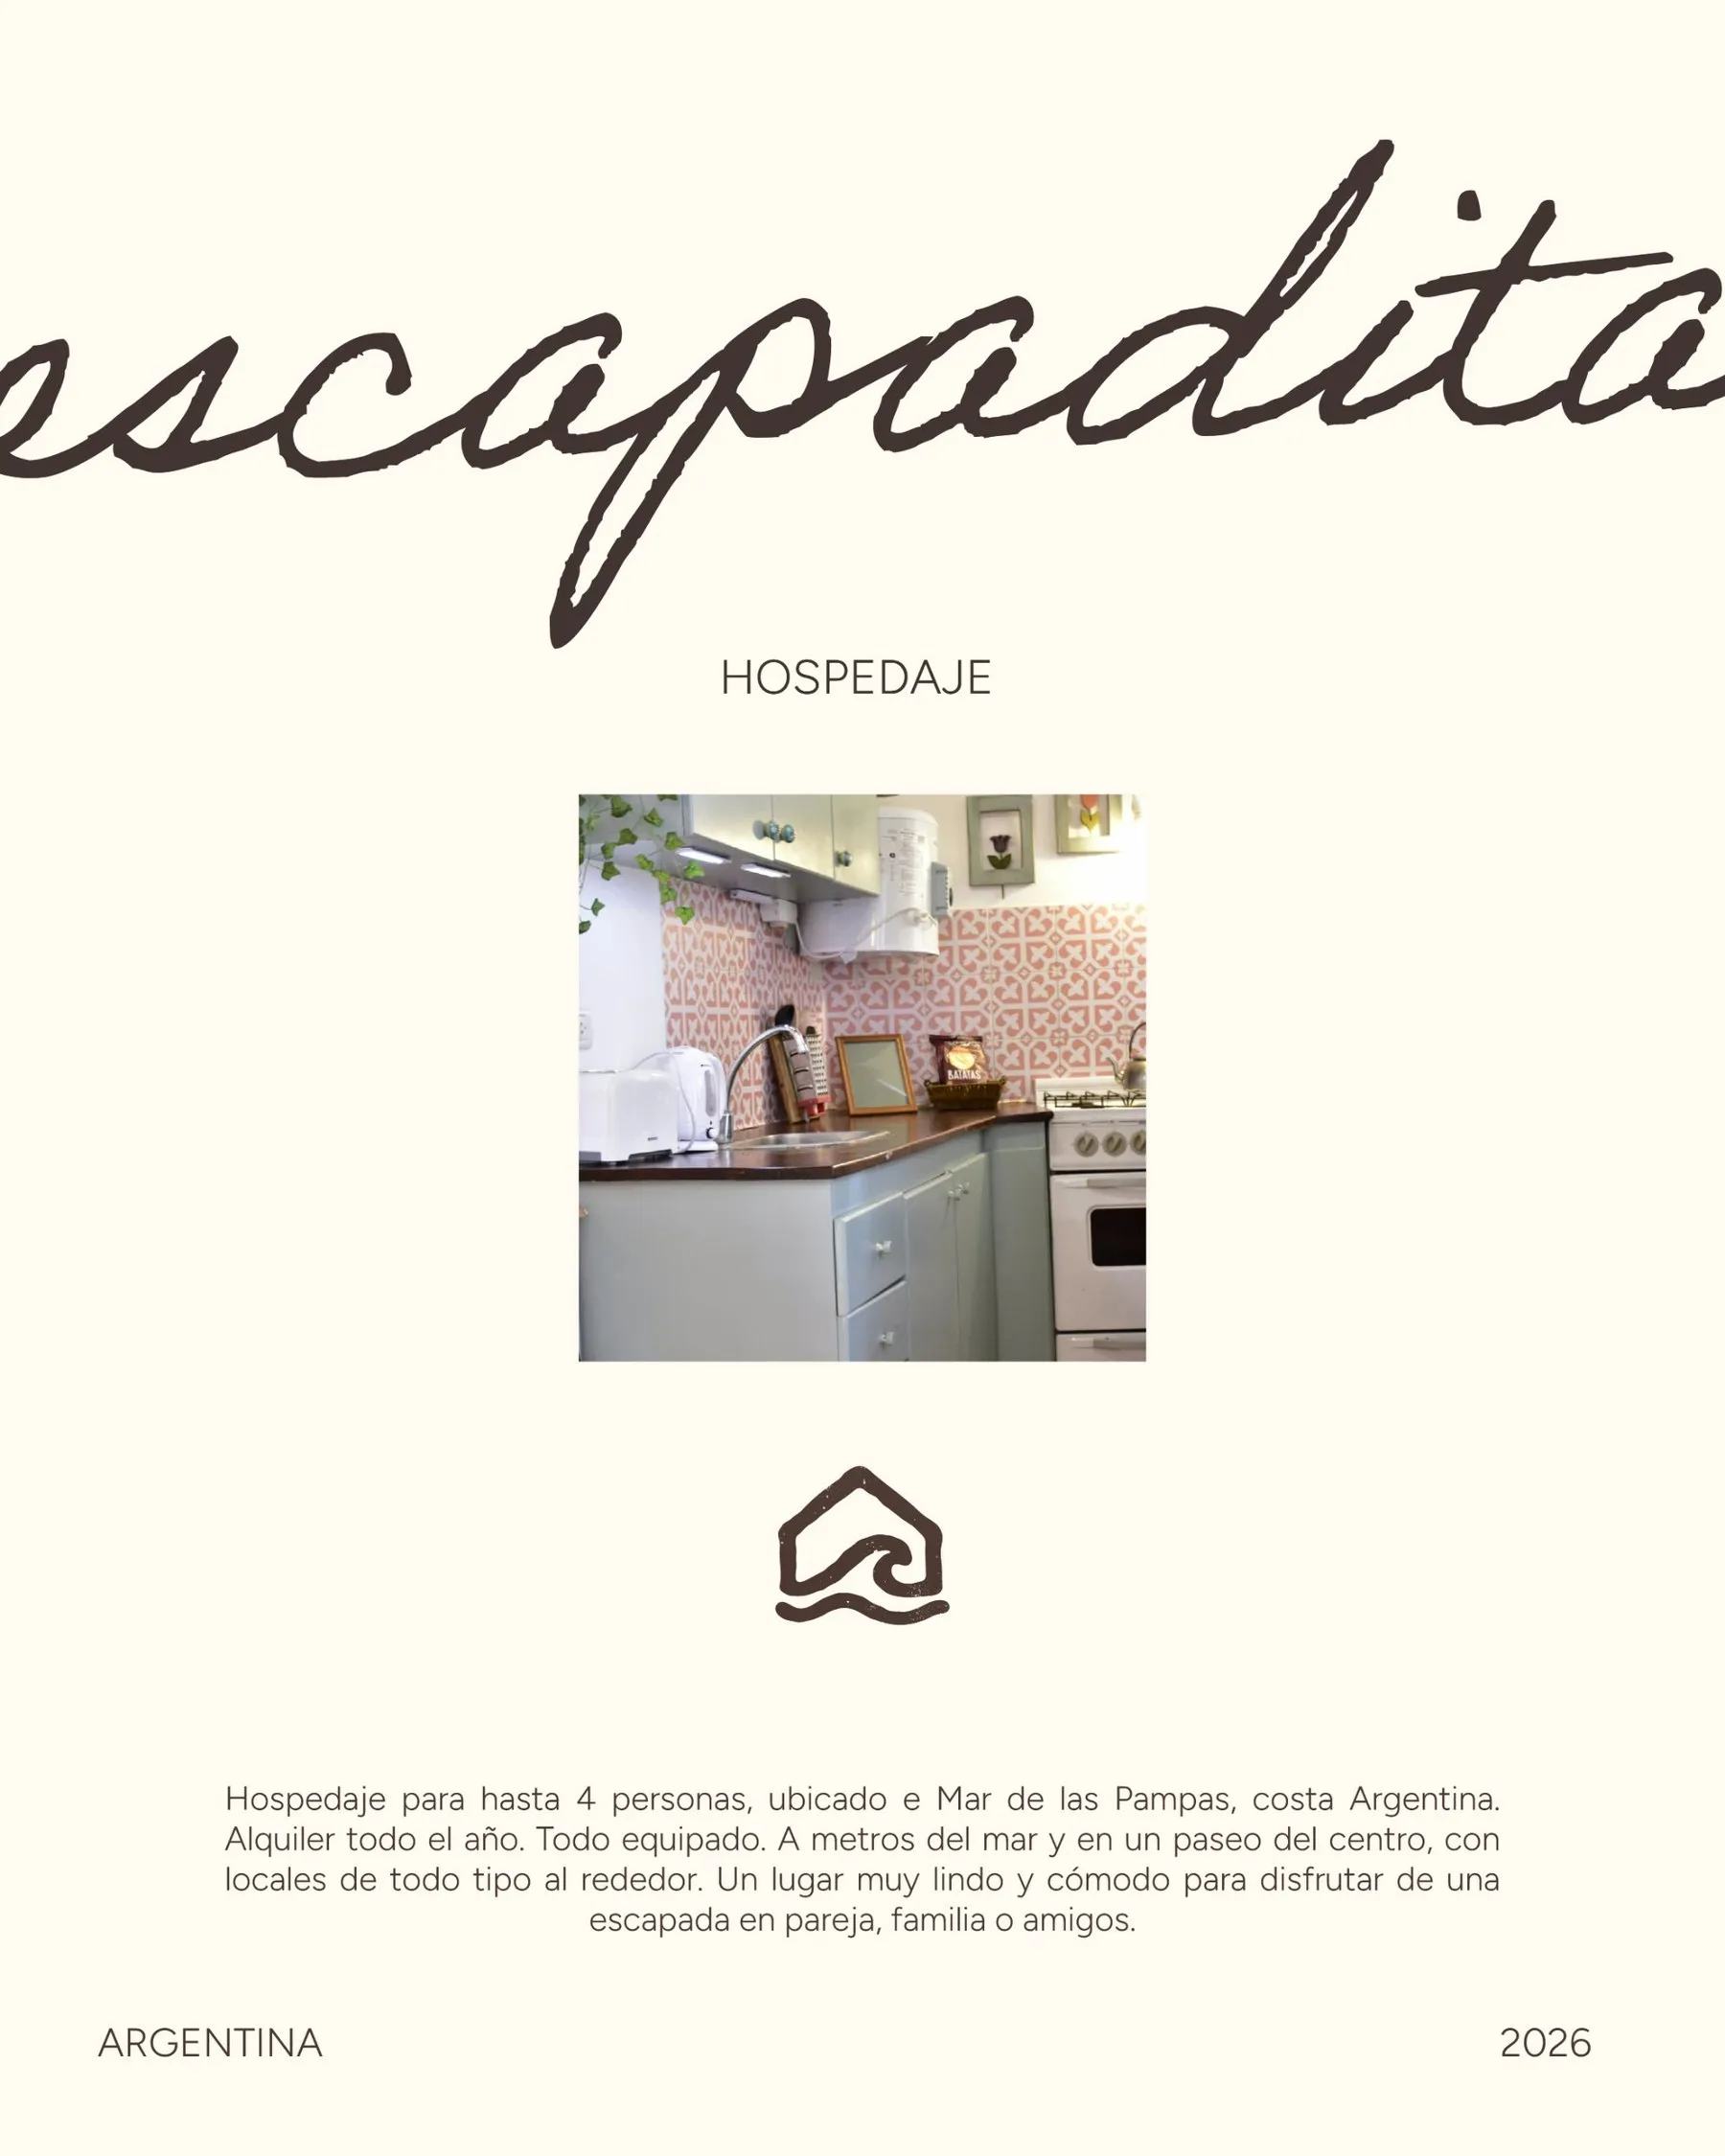 escapadita
HOSPEDAJE
BATATAS
Hospedaje para hasta 4 personas, ubicado e Mar de las Pampas, costa Argentina.
Alquiler todo el año. Todo equipado. A metros del mar y en un paseo del centro, con
locales de todo tipo al rededor. Un lugar muy lindo y cómodo para disfrutar de una
escapada en pareja, familia o amigos.
ARGENTINA
2026